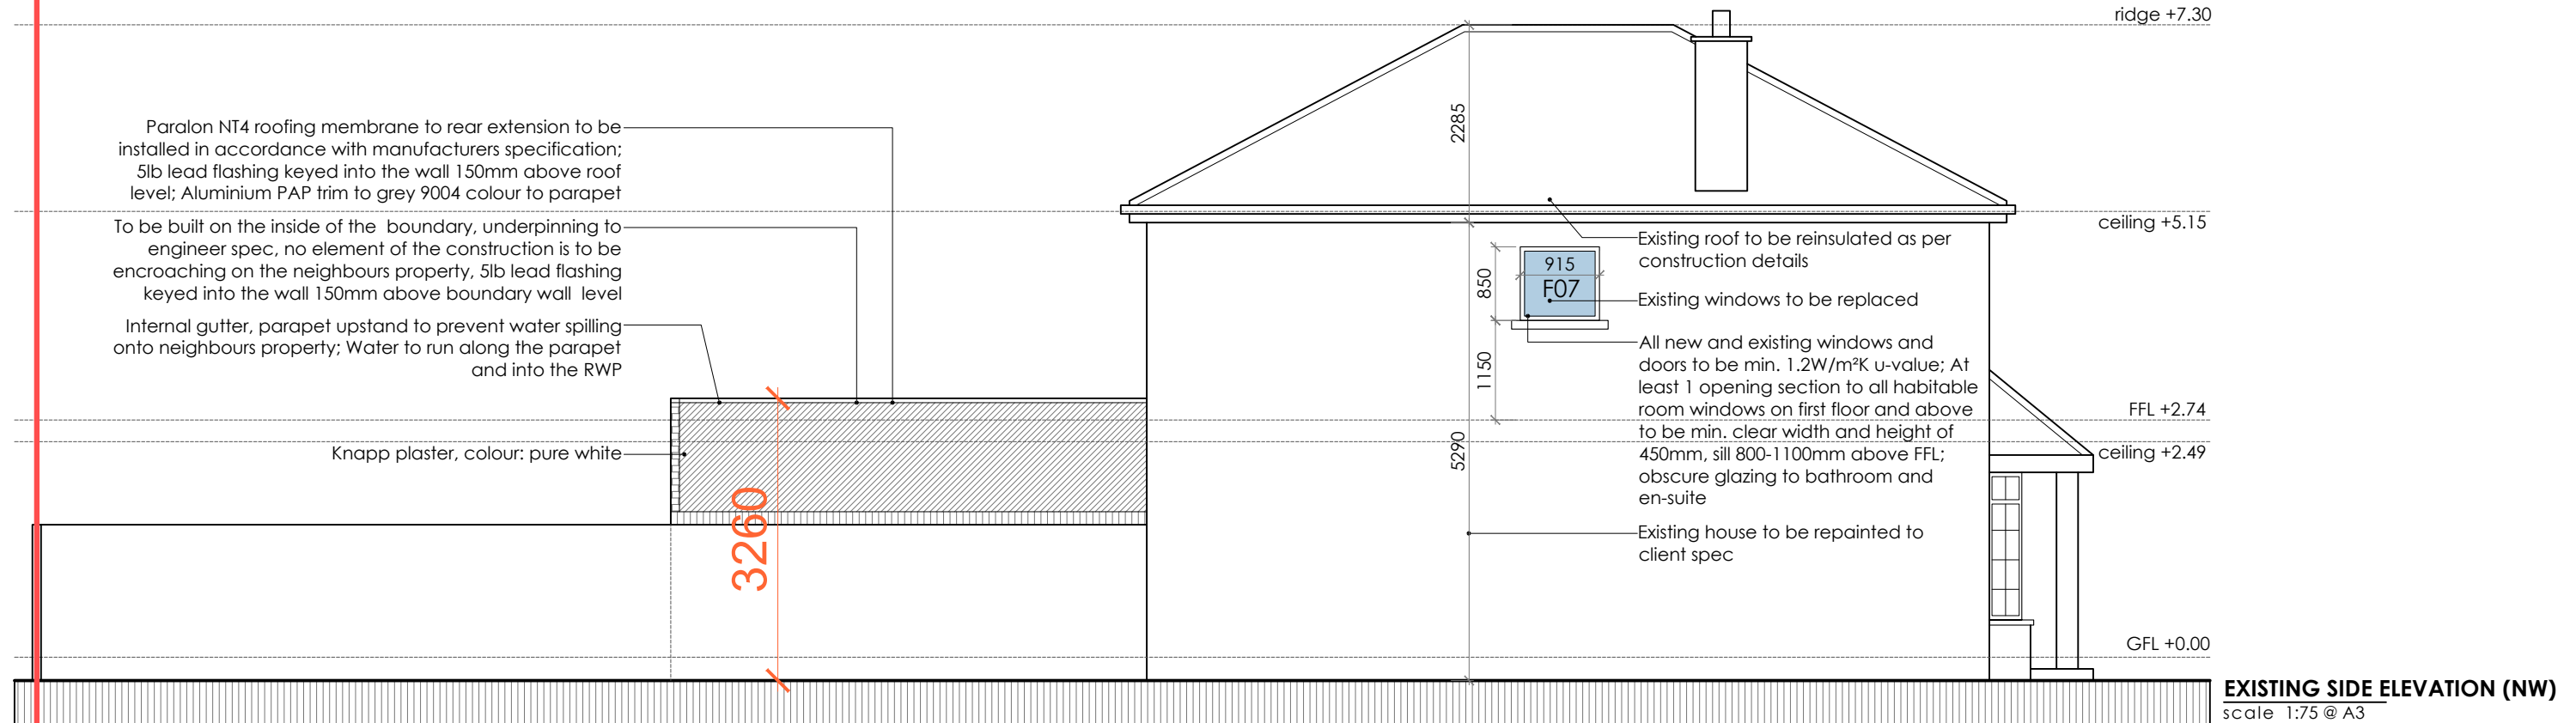 ridge +7.30
2285
Paralon NT4 roofing membrane to rear extension to be
installed in accordance with manufacturers specification;
5lb lead flashing keyed into the wall 150mm above roof
level; Aluminium PAP trim to grey 9004 colour to parapet
To be built on the inside of the boundary, underpinning to
engineer spec, no element of the construction is to be
encroaching on the neighbours property, 5lb lead flashing
keyed into the wall 150mm above boundary wall level
Internal gutter, parapet upstand to prevent water spilling
onto neighbours property; Water to run along the parapet
and into the RWP
Knapp plaster, colour: pure white
3260
ceiling +5.15
Existing roof to be reinsulated as per
construction details
915
850
F07
Existing windows to be replaced
1150
All new and existing windows and
doors to be min. 1.2W/m²K u-value; At
least 1 opening section to all habitable
room windows on first floor and above
to be min. clear width and height of
450mm, sill 800-1100mm above FFL;
obscure glazing to bathroom and
en-suite
5290
Existing house to be repainted to
client spec
FFL +2.74
ceiling +2.49
GFL +0.00
EXISTING SIDE ELEVATION (NW)
scale 1:75 @ A3